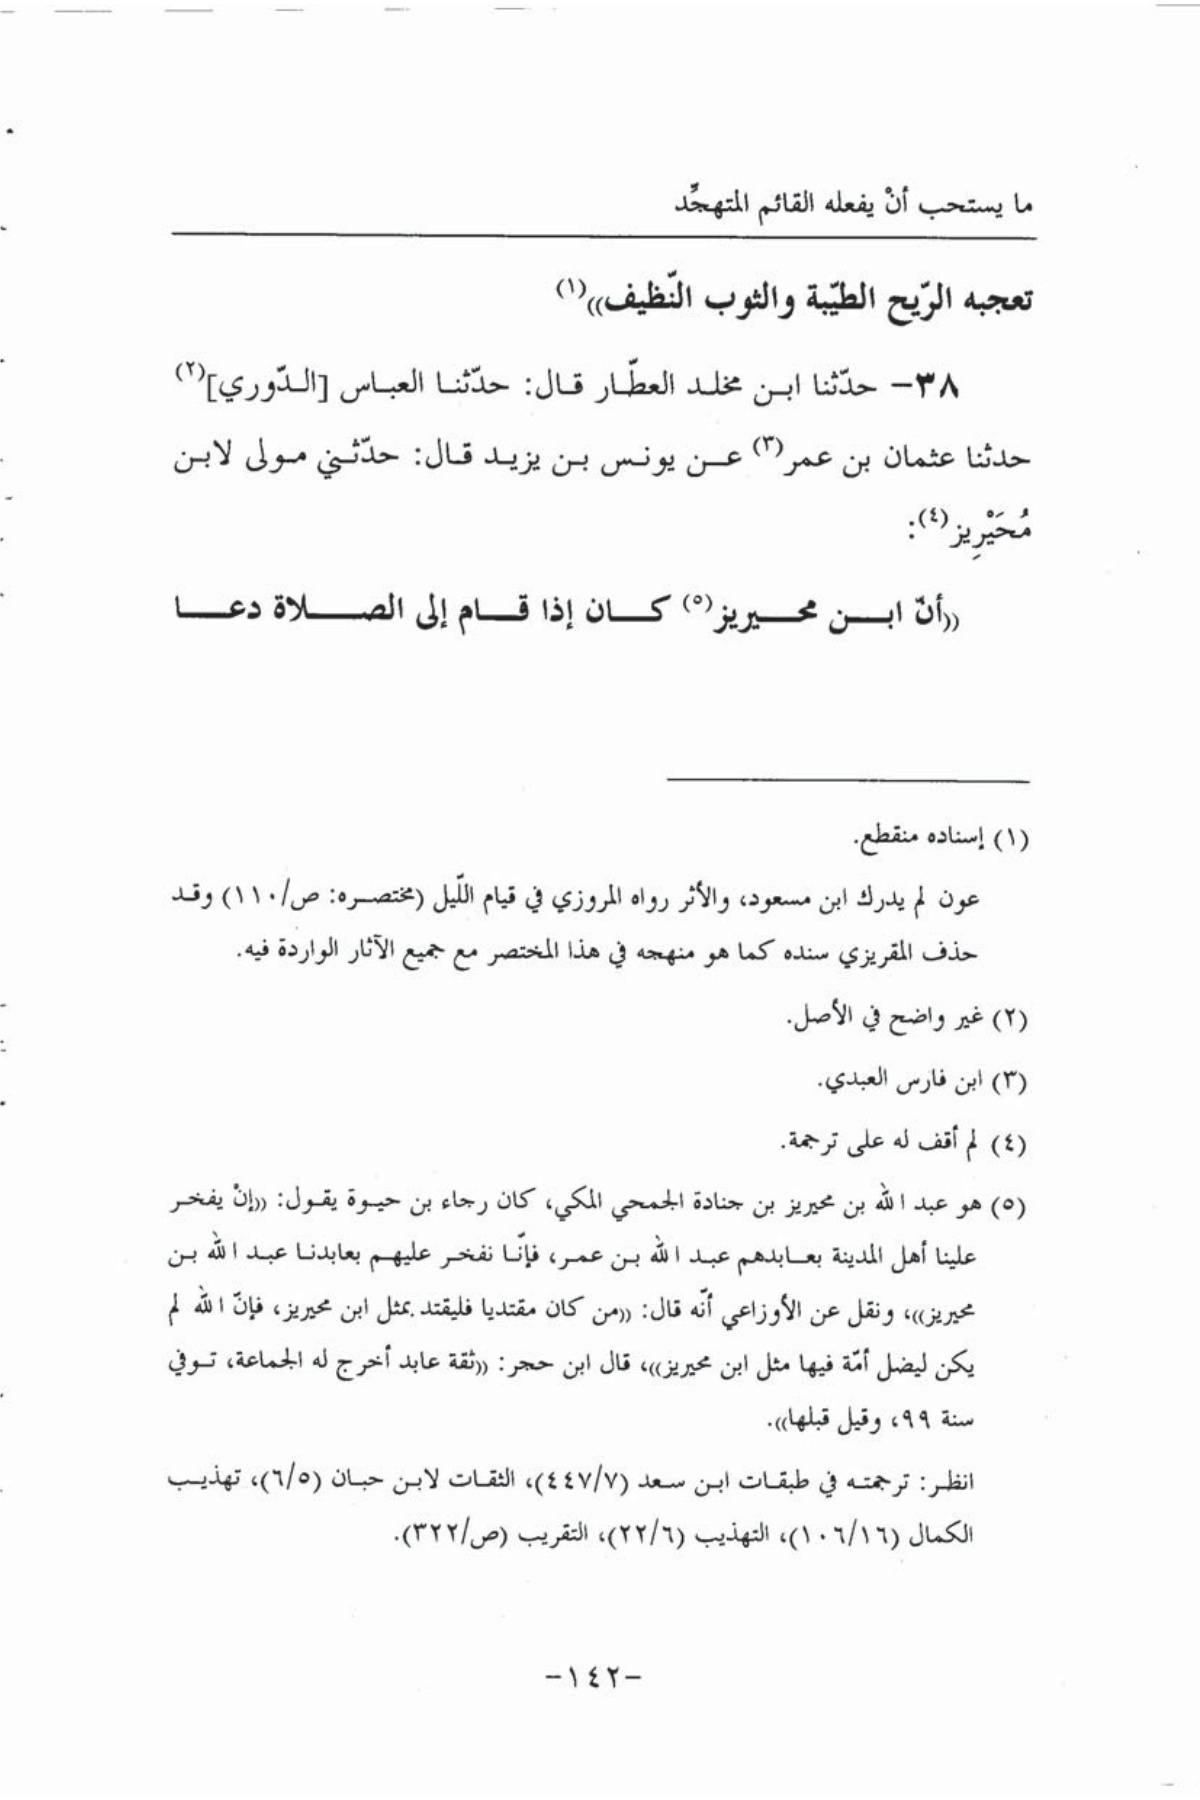 ما يستحب أنْ يفعله القائم المتهجِّد
تعجبه الرّيح الطيّبة والثوب النّظيف))(١)
٣٨- حدّثنا ابن مخلد العطّار قال: حدّثنا العباس [الدّوري](٢)
حدثنا عثمان بن عمر(٣) عن يونس بن يزيد قال: حدّثني مولى لابن
مُحَيْرِيز(٤):
((أنّ ابن محيريز(٥) كان إذا قام إلى الصلاة دعا
(١) إسناده منقطع.
عون لم يدرك ابن مسعود، والأثر رواه المروزي في قيام اللّيل (مختصره: ص/١١٠) وقد
حذف المقريزي سنده كما هو منهجه في هذا المختصر مع جميع الآثار الواردة فيه.
(٢) غير واضح في الأصل.
(٣) ابن فارس العبدي.
(٤) لم أقف له على ترجمة.
(٥) هو عبد الله بن محيريز بن جنادة الجمحي المكي، كان رجاء بن حيوة يقول: ((إنْ يفخر
علينا أهل المدينة بعابدهم عبد الله بن عمر، فإنّا نفخر عليهم بعابدنا عبد الله بن
محيريز))، ونقل عن الأوزاعي أنّه قال: ((من كان مقتديا فليقتد بمثل ابن محيريز، فإنّ الله لم
يكن ليضل أمّة فيها مثل ابن محيريز))، قال ابن حجر: ((ثقة عابد أخرج له الجماعة، توفي
سنة ٩٩، وقيل قبلها)).
انظر: ترجمته في طبقات ابن سعد (٤٤٧/٧)، الثقات لابن حبان (٦/٥)، تهذيب
الكمال (١٠٦/١٦)، التهذيب (٢٢/٦)، التقريب (ص/٣٢٢).
-١٤٢-